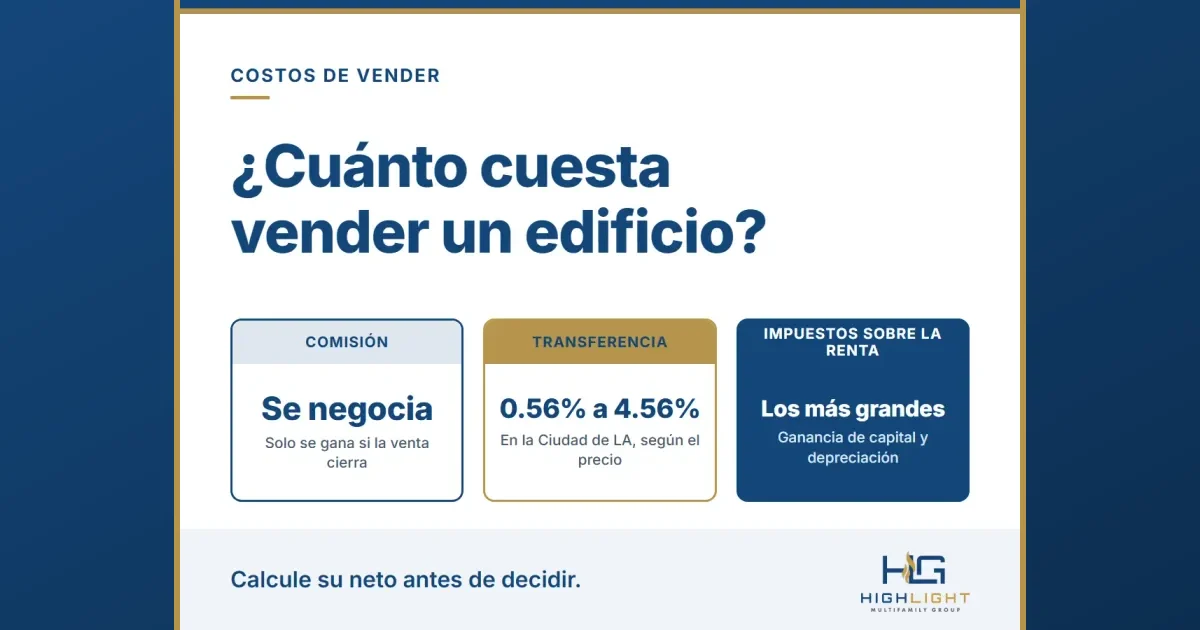 COSTOS DE VENDER
¿Cuánto cuesta
vender un edificio?
COMISIÓN
Se negocia
Solo se gana si la venta
cierra
TRANSFERENCIA
0.56% a 4.56%
En la Ciudad de LA, según el
precio
IMPUESTOS SOBRE LA
RENTA
Los más grandes
Ganancia de capital y
depreciación
Calcule su neto antes de decidir.
HLG
HIGHLIGHT
MULTIFAMILY GROUP